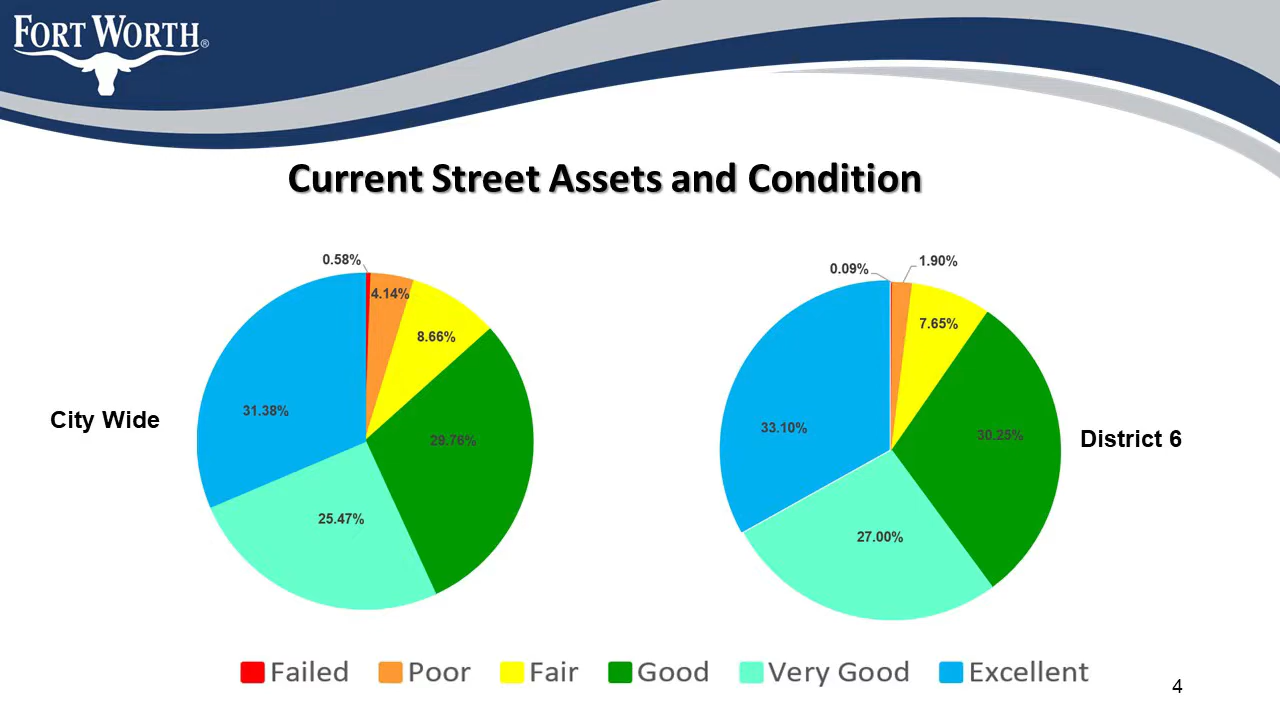 FORT WORTH®
Current Street Assets and Condition
City Wide
0.58%
4.14%
8.66%
29.76%
25.47%
31.38%
0.09%
1.90%
7.65%
30.25%
27.00%
33.10%
District 6
Failed Poor Fair Good Very Good Excellent
4